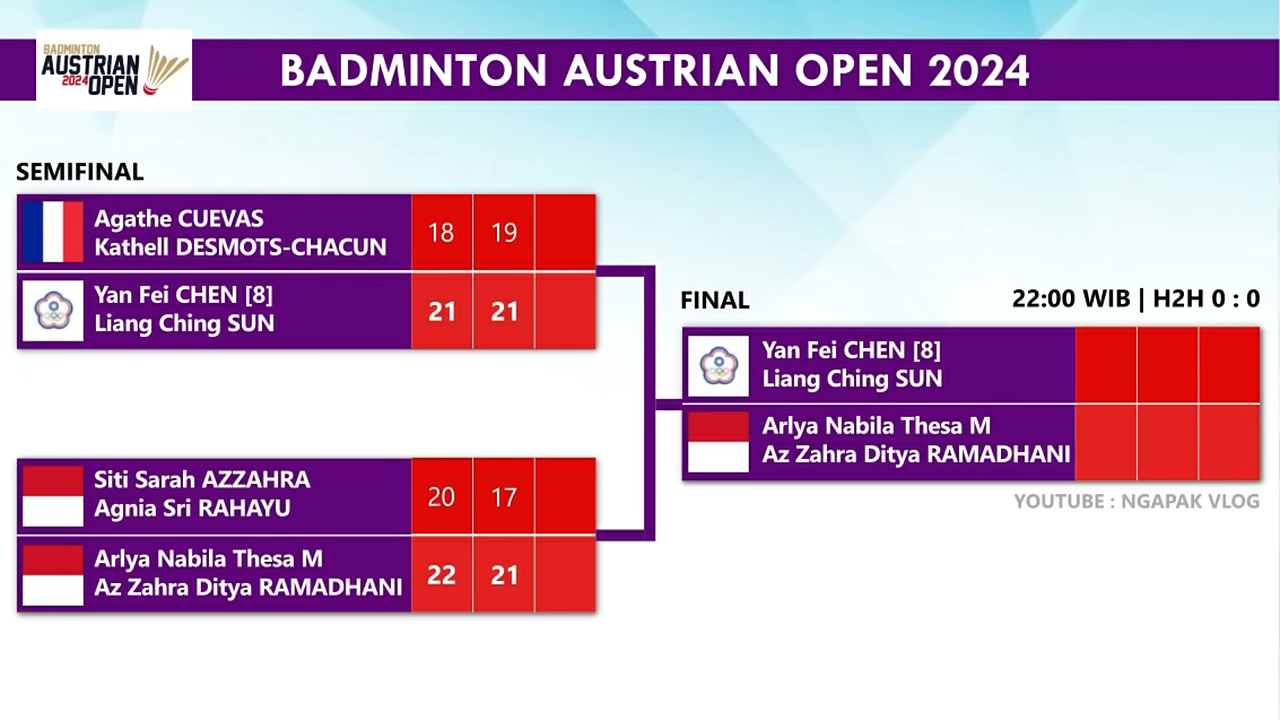 BADMINTON
AUSTRIAN
2024 OPEN
BADMINTON AUSTRIAN OPEN 2024
SEMIFINAL
Agathe CUEVAS
Kathell DESMOTS-CHACUN
18 19
Yan Fei CHEN [8]
Liang Ching SUN
21 21
Siti Sarah AZZAHRA
Agnia Sri RAHAYU
20 17
Arlya Nabila Thesa M
Az Zahra Ditya RAMADHANI
22 21
FINAL
22:00 WIB | H2H 0 : 0
Yan Fei CHEN [8]
Liang Ching SUN
Arlya Nabila Thesa M
Az Zahra Ditya RAMADHANI
YOUTUBE : NGAPAK VLOG